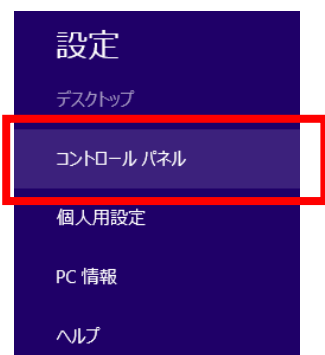 設定
デスクトップ
コントロール パネル
個人用設定
PC 情報
ヘルプ